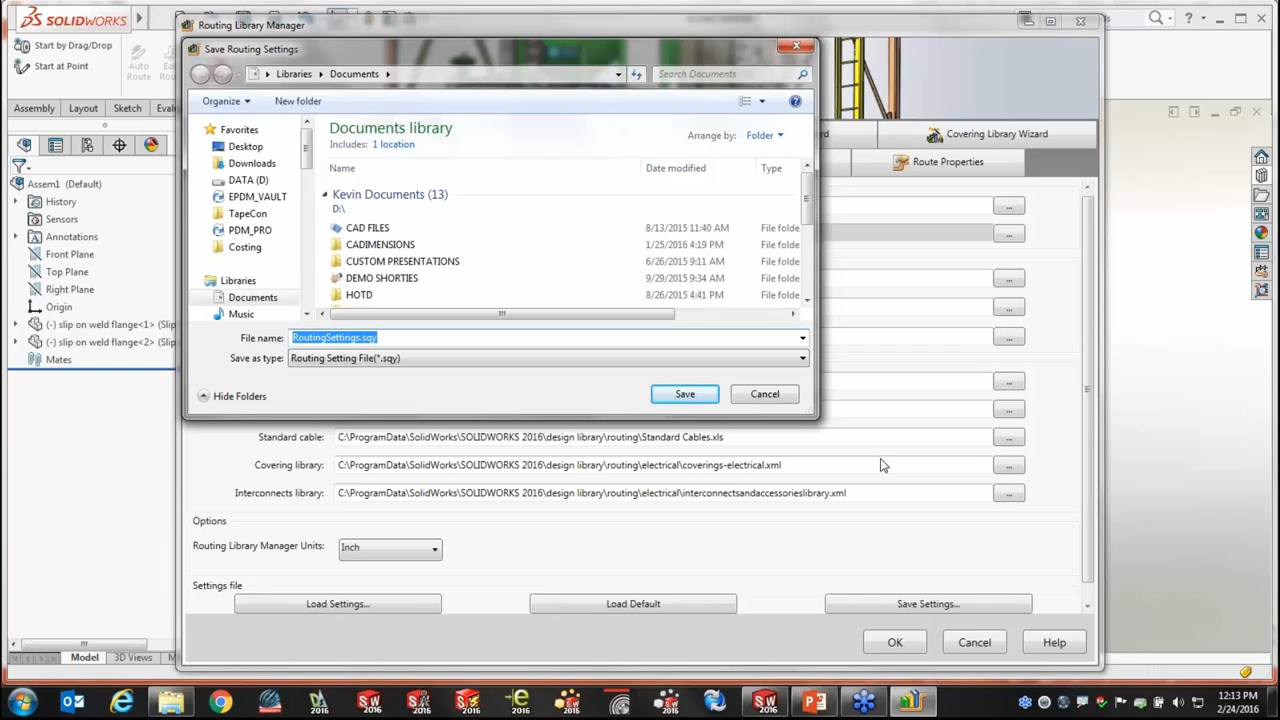 SOLIDWORKS
Routing Library Manager
Start by Drag/Drop
Start at Point
Auto Route
Assembly
Layout
Sketch
Save Routing Settings
Libraries
Documents
Search Documents
Organize
New folder
Favorites
Desktop
Downloads
DATA (D)
EPDM_VAULT
TapeCon
PDM_PRO
Costing
Libraries
Documents
Music
Documents library
Includes: 1 location
Arrange by: Folder
Name Date modified Type
Kevin Documents (13)
D:\
CAD FILES 8/13/2015 11:40 AM File folde
CADIMENSIONS 1/25/2016 4:19 PM File folde
CUSTOM PRESENTATIONS 6/26/2015 9:11 AM File folde
DEMO SHORTIES 9/29/2015 9:34 AM File folde
HOTD 8/26/2015 4:41 PM File folde
File name: RoutingSettings.sqy
Save as type: Routing Setting File(*.sqy)
Hide Folders
Save
Cancel
Covering Library Wizard
Route Properties
Assem1 (Default)
History
Sensors
Annotations
Front Plane
Top Plane
Right Plane
Origin
(-) slip on weld flange<1> (Slip
(-) slip on weld flange<2> (Slip
Mates
Standard cable: C:\ProgramData\SolidWorks\SOLIDWORKS 2016\design library\routing\Standard Cables.xls
Covering library: C:\ProgramData\SolidWorks\SOLIDWORKS 2016\design library\routing\electrical\coverings-electrical.xml
Interconnects library: C:\ProgramData\SolidWorks\SOLIDWORKS 2016\design library\routing\electrical\interconnectsandaccessorieslibrary.xml
Options
Routing Library Manager Units: Inch
Settings file
Load Settings...
Load Default
Save Settings...
OK
Cancel
Help
Model
3D Views
12:13 PM
2/24/2016